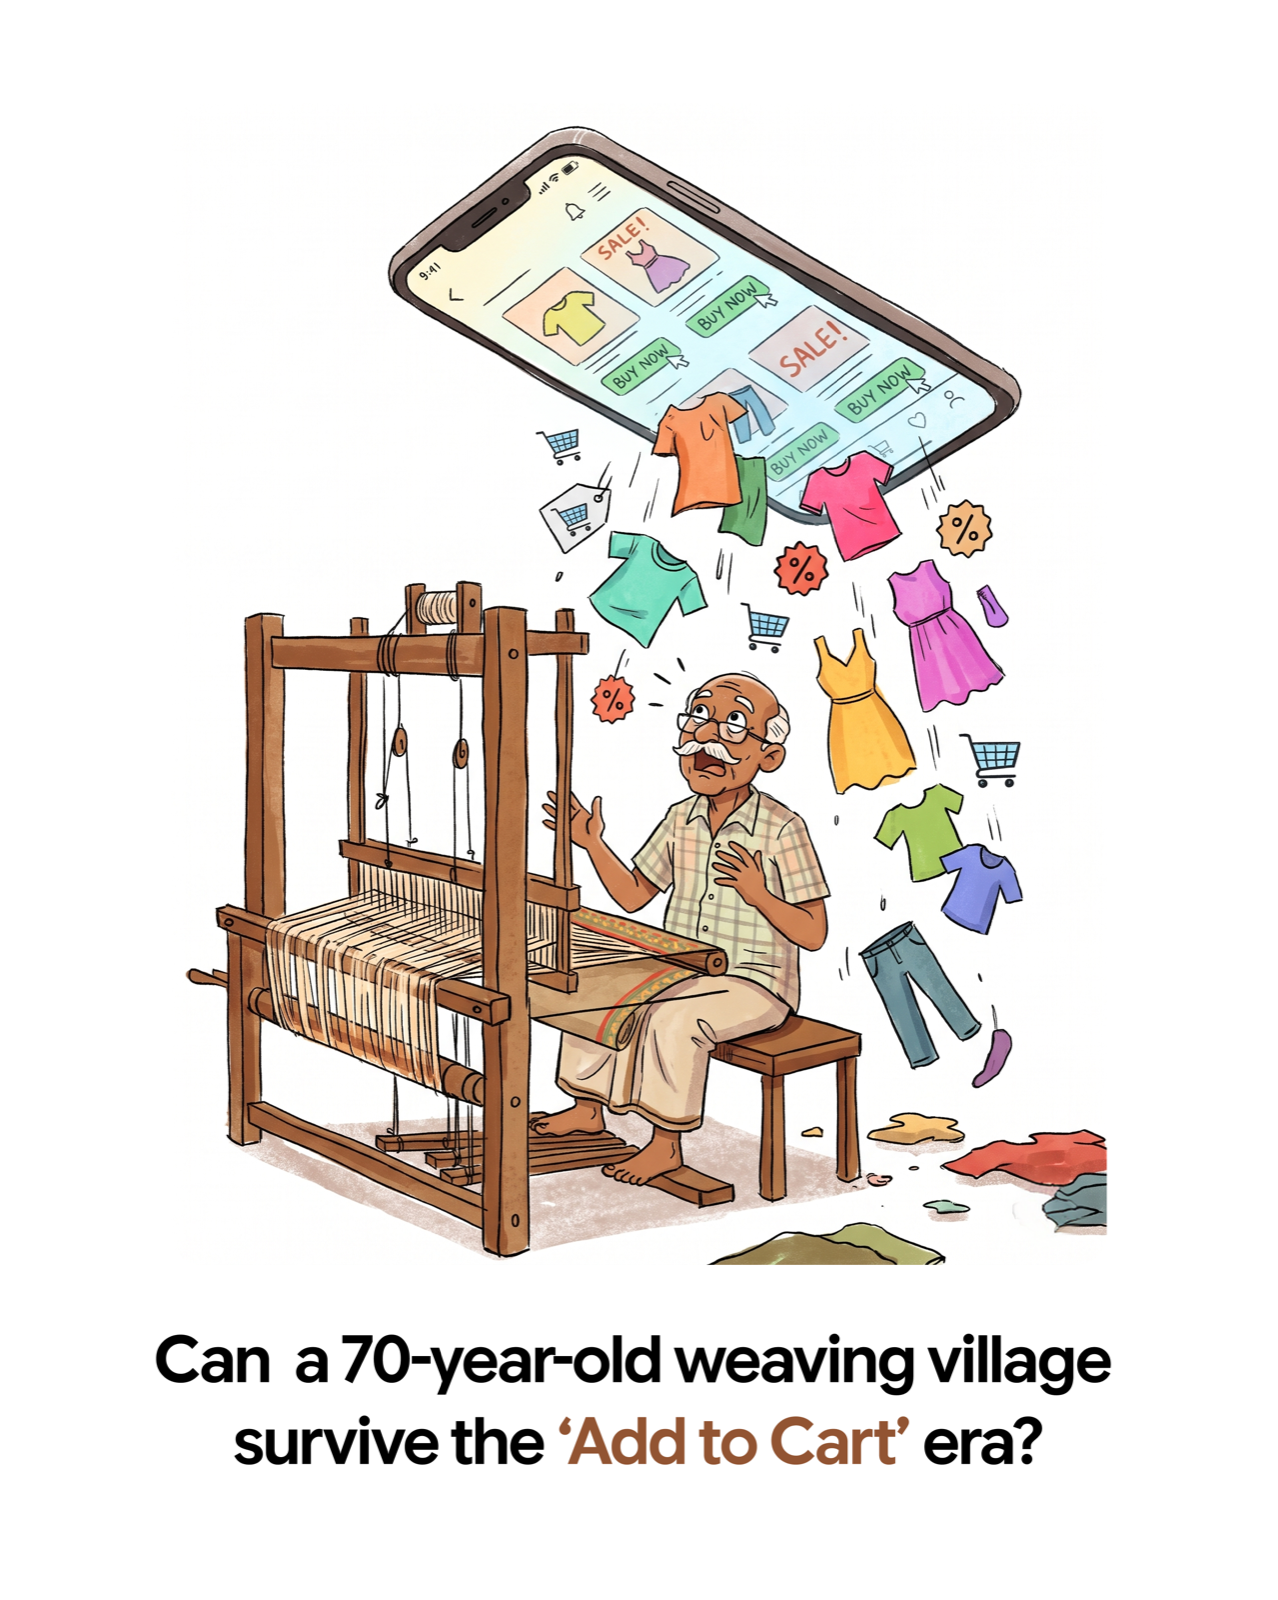 9:41
SALE!
BUY NOW
BUY NOW
SALE!
BUY NOW
BUY NOW
%
%
%
Can a 70-year-old weaving village
survive the ‘Add to Cart’ era?